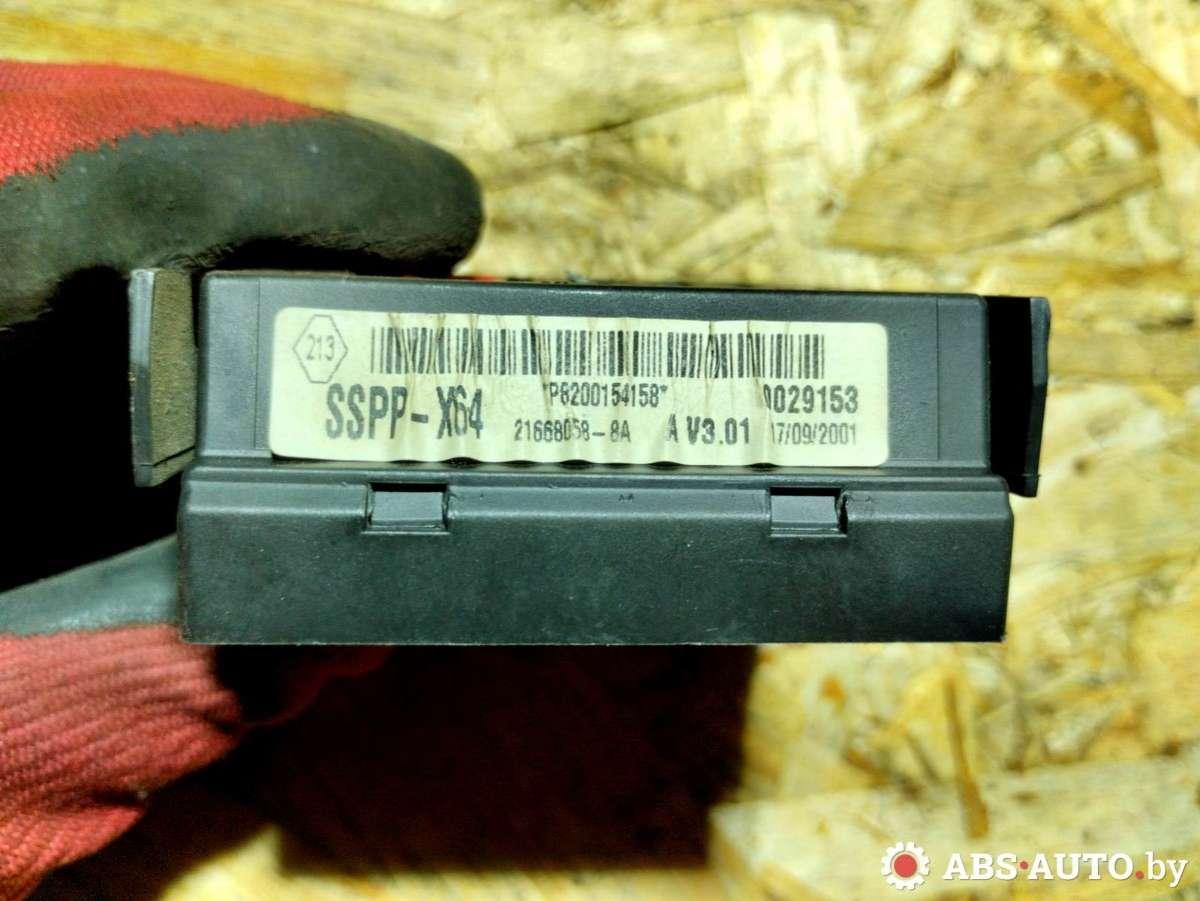 213
*P8200154158* 0029153
SSPP-X64 21668058-8A A V3.01 17/09/2001
ABS·AUTO.by